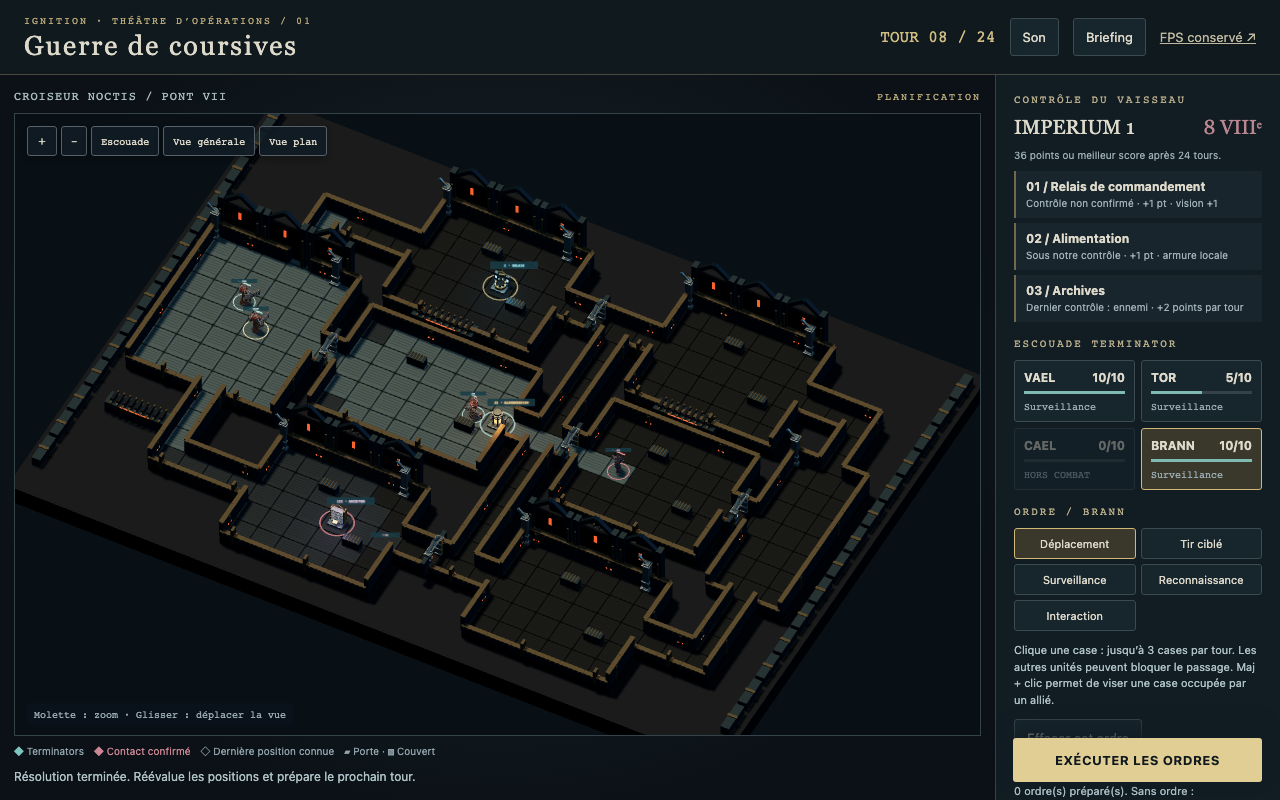 IGNITION · THÉÂTRE D’OPÉRATIONS / 01
Guerre de coursives
TOUR 08 / 24
Son
Briefing
FPS conservé ↗
CROISEUR NOCTIS / PONT VII
PLANIFICATION
+
−
Escouade
Vue générale
Vue plan
Molette : zoom · Glisser : déplacer la vue
Terminators
Contact confirmé
Dernière position connue
Porte · Couvert
Résolution terminée. Réévalue les positions et prépare le prochain tour.
CONTRÔLE DU VAISSEAU
IMPERIUM 1
8 VIIIᵉ
36 points ou meilleur score après 24 tours.
01 / Relais de commandement
Contrôle non confirmé · +1 pt · vision +1
02 / Alimentation
Sous notre contrôle · +1 pt · armure locale
03 / Archives
Dernier contrôle : ennemi · +2 points par tour
ESCOUADE TERMINATOR
VAEL 10/10
Surveillance
TOR 5/10
Surveillance
CAEL 0/10
HORS COMBAT
BRANN 10/10
Surveillance
ORDRE / BRANN
Déplacement
Tir ciblé
Surveillance
Reconnaissance
Interaction
Clique une case : jusqu’à 3 cases par tour. Les
autres unités peuvent bloquer le passage. Maj
+ clic permet de viser une case occupée par
un allié.
EXÉCUTER LES ORDRES
0 ordre(s) préparé(s). Sans ordre :